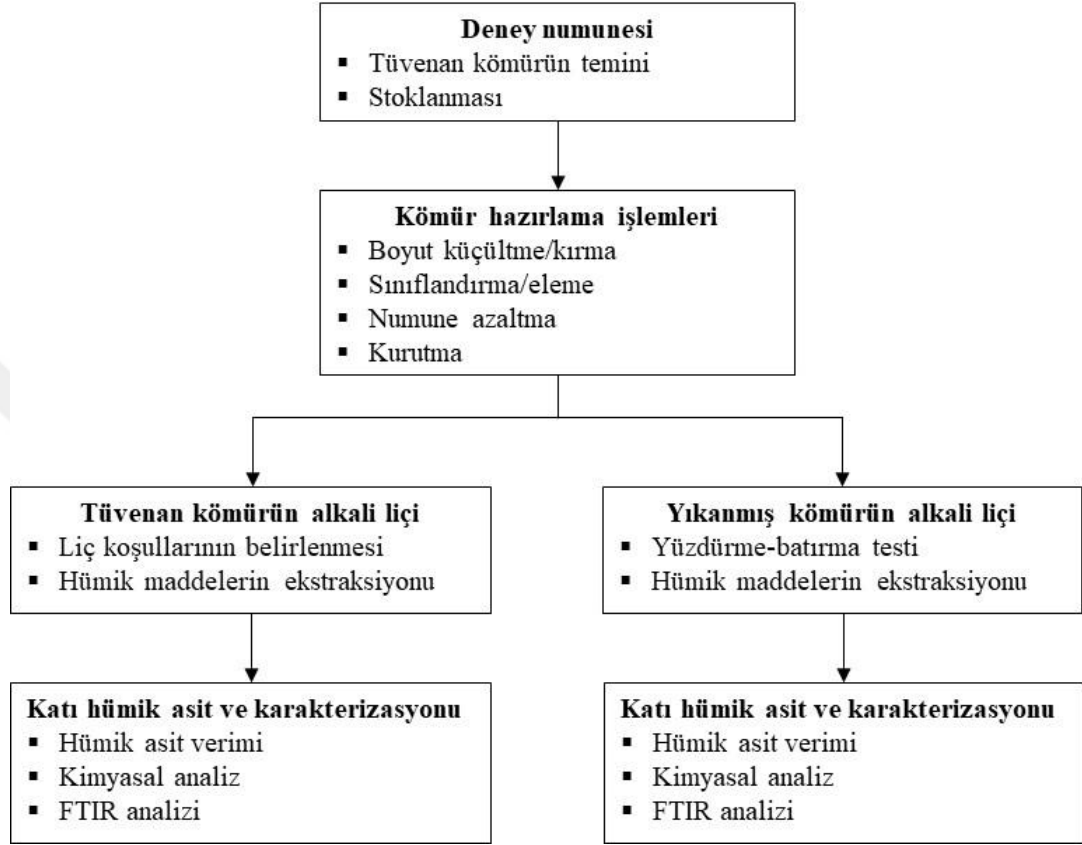 Deney numunesi
▪ Tüvenan kömürün temini
▪ Stoklanması
Kömür hazırlama işlemleri
▪ Boyut küçültme/kırma
▪ Sınıflandırma/eleme
▪ Numune azaltma
▪ Kurutma
Tüvenan kömürün alkali liçi
▪ Liç koşullarının belirlenmesi
▪ Hümik maddelerin ekstraksiyonu
Yıkanmış kömürün alkali liçi
▪ Yüzdürme-batırma testi
▪ Hümik maddelerin ekstraksiyonu
Katı hümik asit ve karakterizasyonu
▪ Hümik asit verimi
▪ Kimyasal analiz
▪ FTIR analizi
Katı hümik asit ve karakterizasyonu
▪ Hümik asit verimi
▪ Kimyasal analiz
▪ FTIR analizi